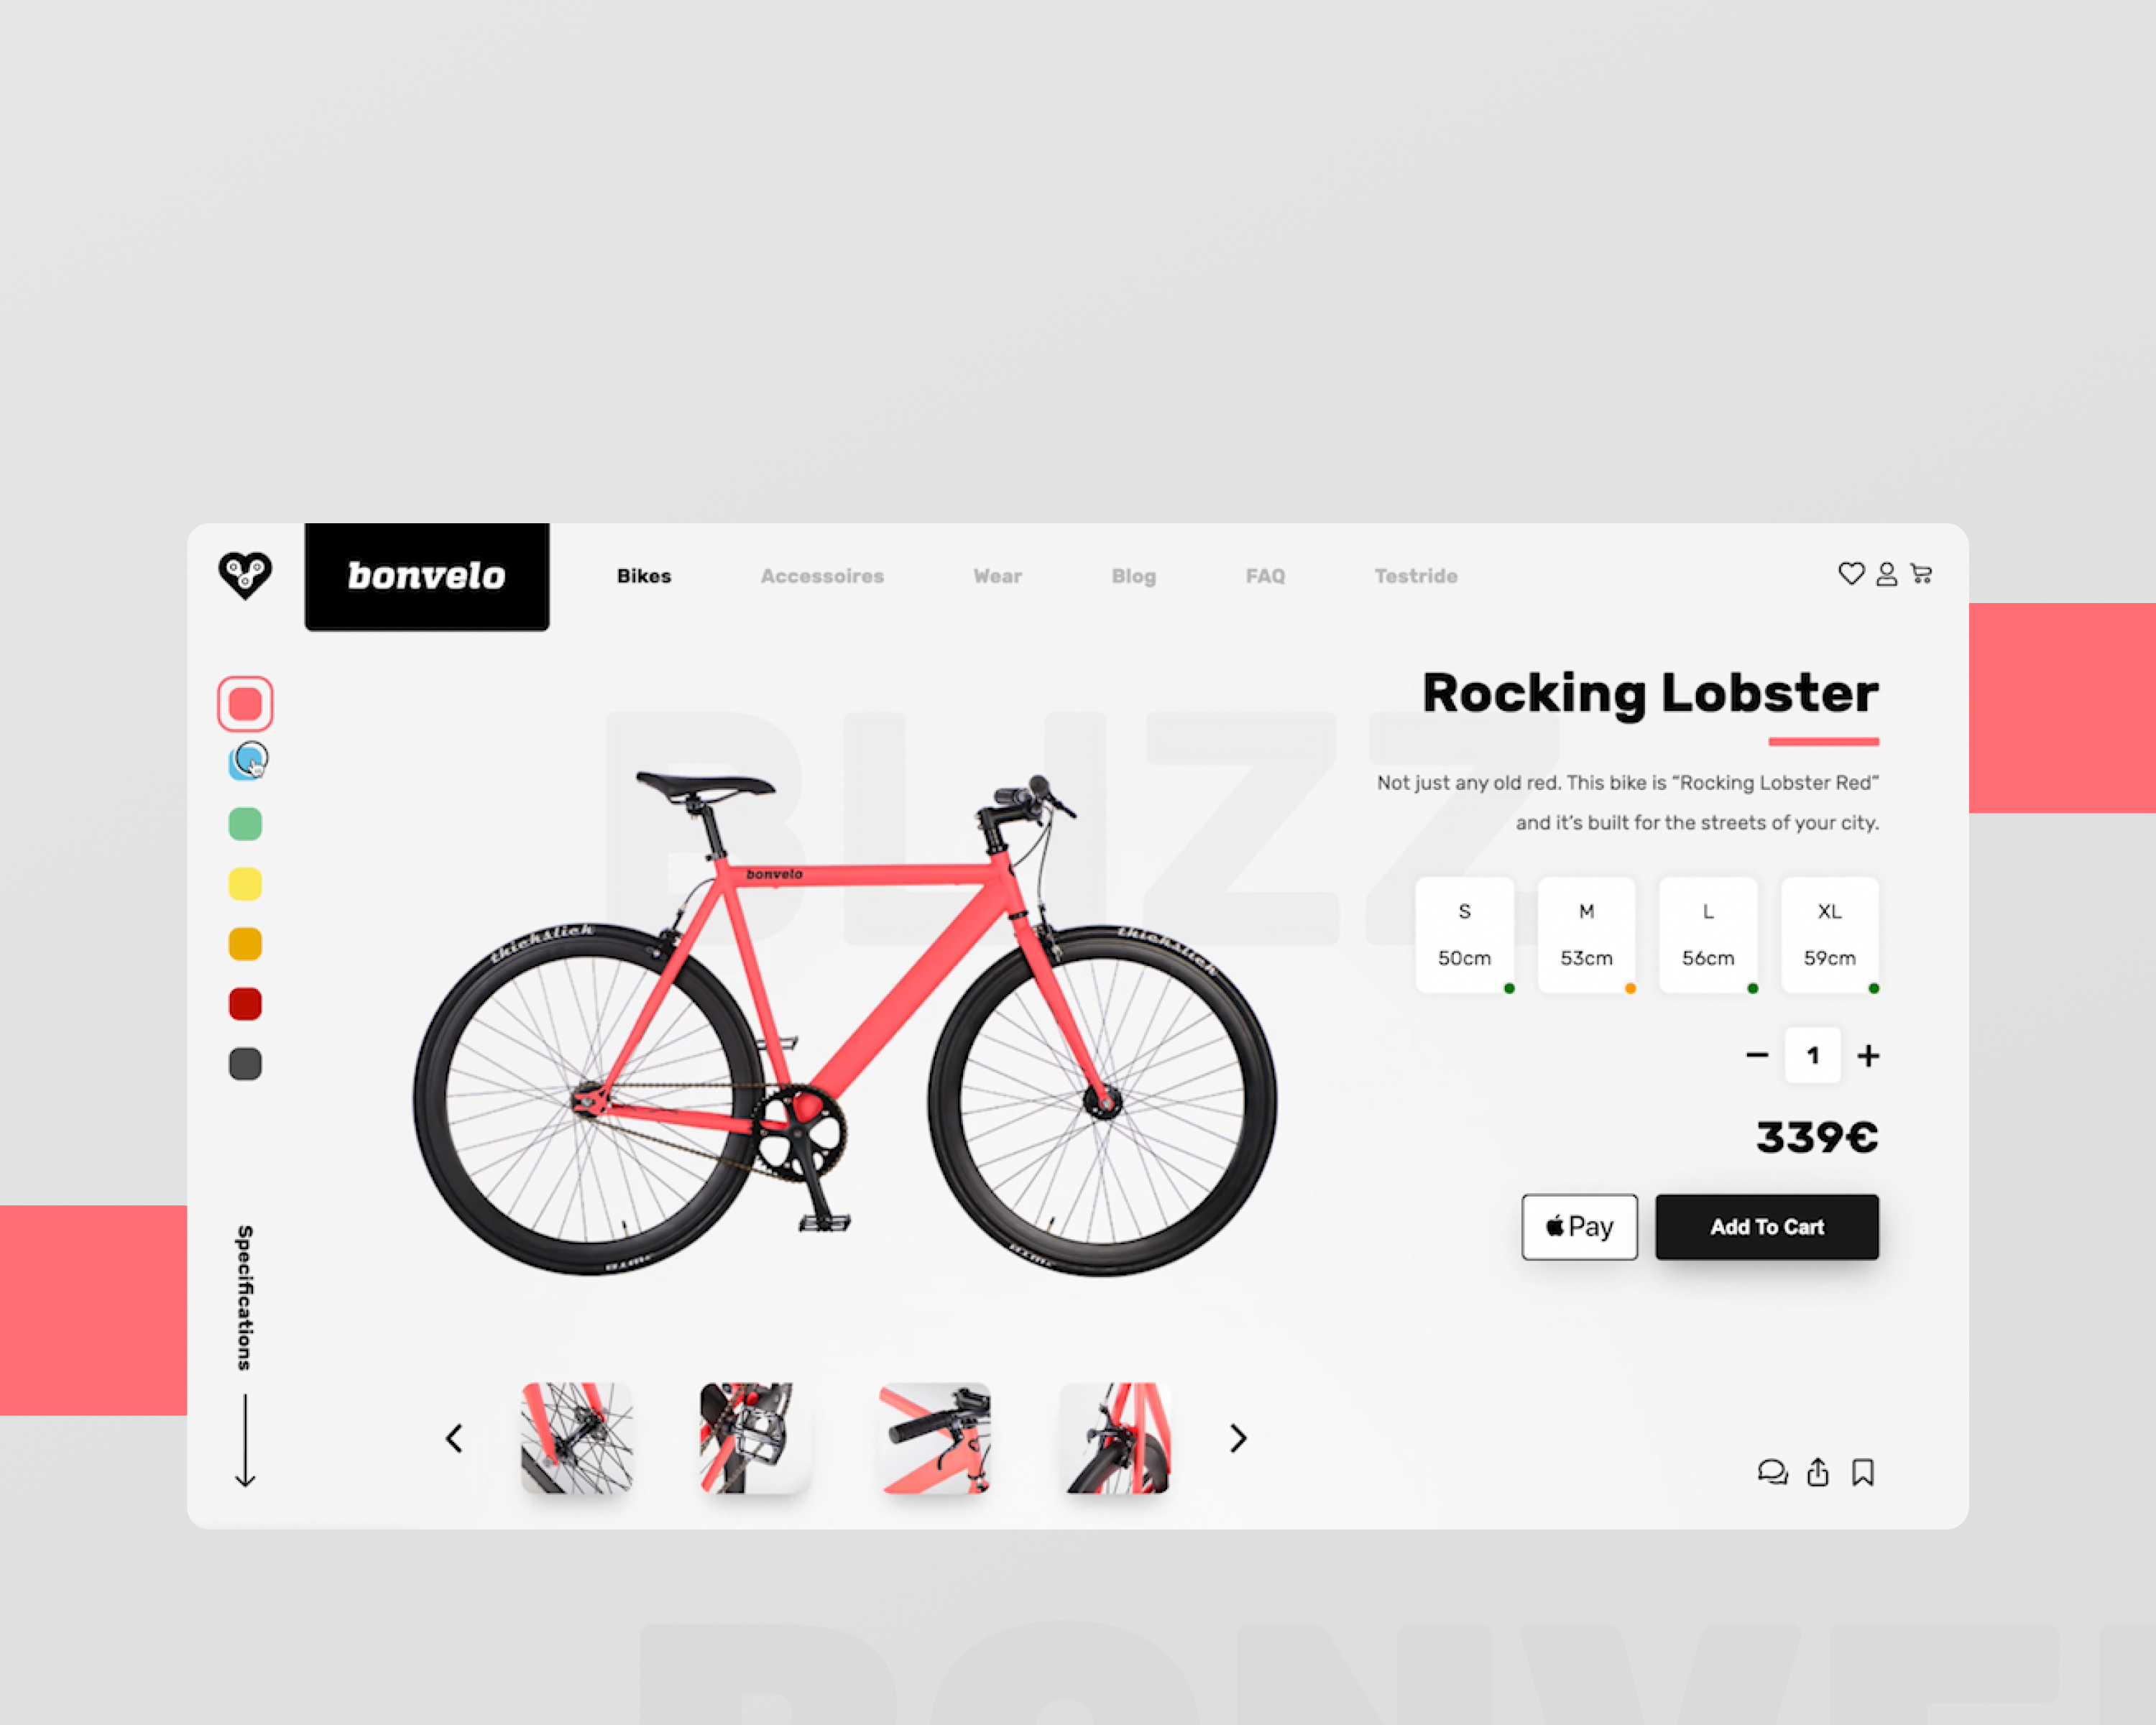 bonvelo
Bikes
Accessoires
Wear
Blog
FAQ
Testride
Rocking Lobster
Not just any old red. This bike is “Rocking Lobster Red”
and it’s built for the streets of your city.
BLIZZ
bonvelo
thickslick
thickslick
S
50cm
M
53cm
L
56cm
XL
59cm
1
339€
Pay
Add To Cart
Specifications
BONVE